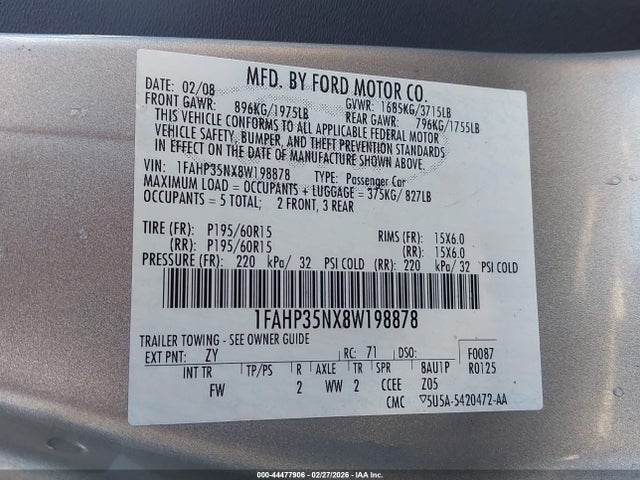 MFD. BY FORD MOTOR CO.
DATE: 02/08 GVWR: 1685KG/3715LB
FRONT GAWR: 896KG/1975LB REAR GAWR: 796KG/1755LB
THIS VEHICLE CONFORMS TO ALL APPLICABLE FEDERAL MOTOR
VEHICLE SAFETY, BUMPER, AND THEFT PREVENTION STANDARDS
IN EFFECT ON THE DATE OF MANUFACTURE SHOWN ABOVE.
VIN: 1FAHP35NX8W198878 TYPE: Passenger Car
MAXIMUM LOAD = OCCUPANTS + LUGGAGE = 375KG/ 827LB
OCCUPANTS = 5 TOTAL; 2 FRONT, 3 REAR
TIRE (FR): P195/60R15 RIMS (FR): 15X6.0
(RR): P195/60R15 (RR): 15X6.0
PRESSURE (FR): 220 kPa/ 32 PSI COLD (RR): 220 kPa/ 32 PSI COLD
1FAHP35NX8W198878
TRAILER TOWING - SEE OWNER GUIDE
EXT PNT: ZY RC: 71 DSO: F0087
INT TR TP/PS R AXLE TR SPR 8AU1P R0125
FW 2 WW 2 CCEE Z05
CMC ▽5U5A-5420472-AA
000-44477906 - 02/27/2026 - IAA Inc.